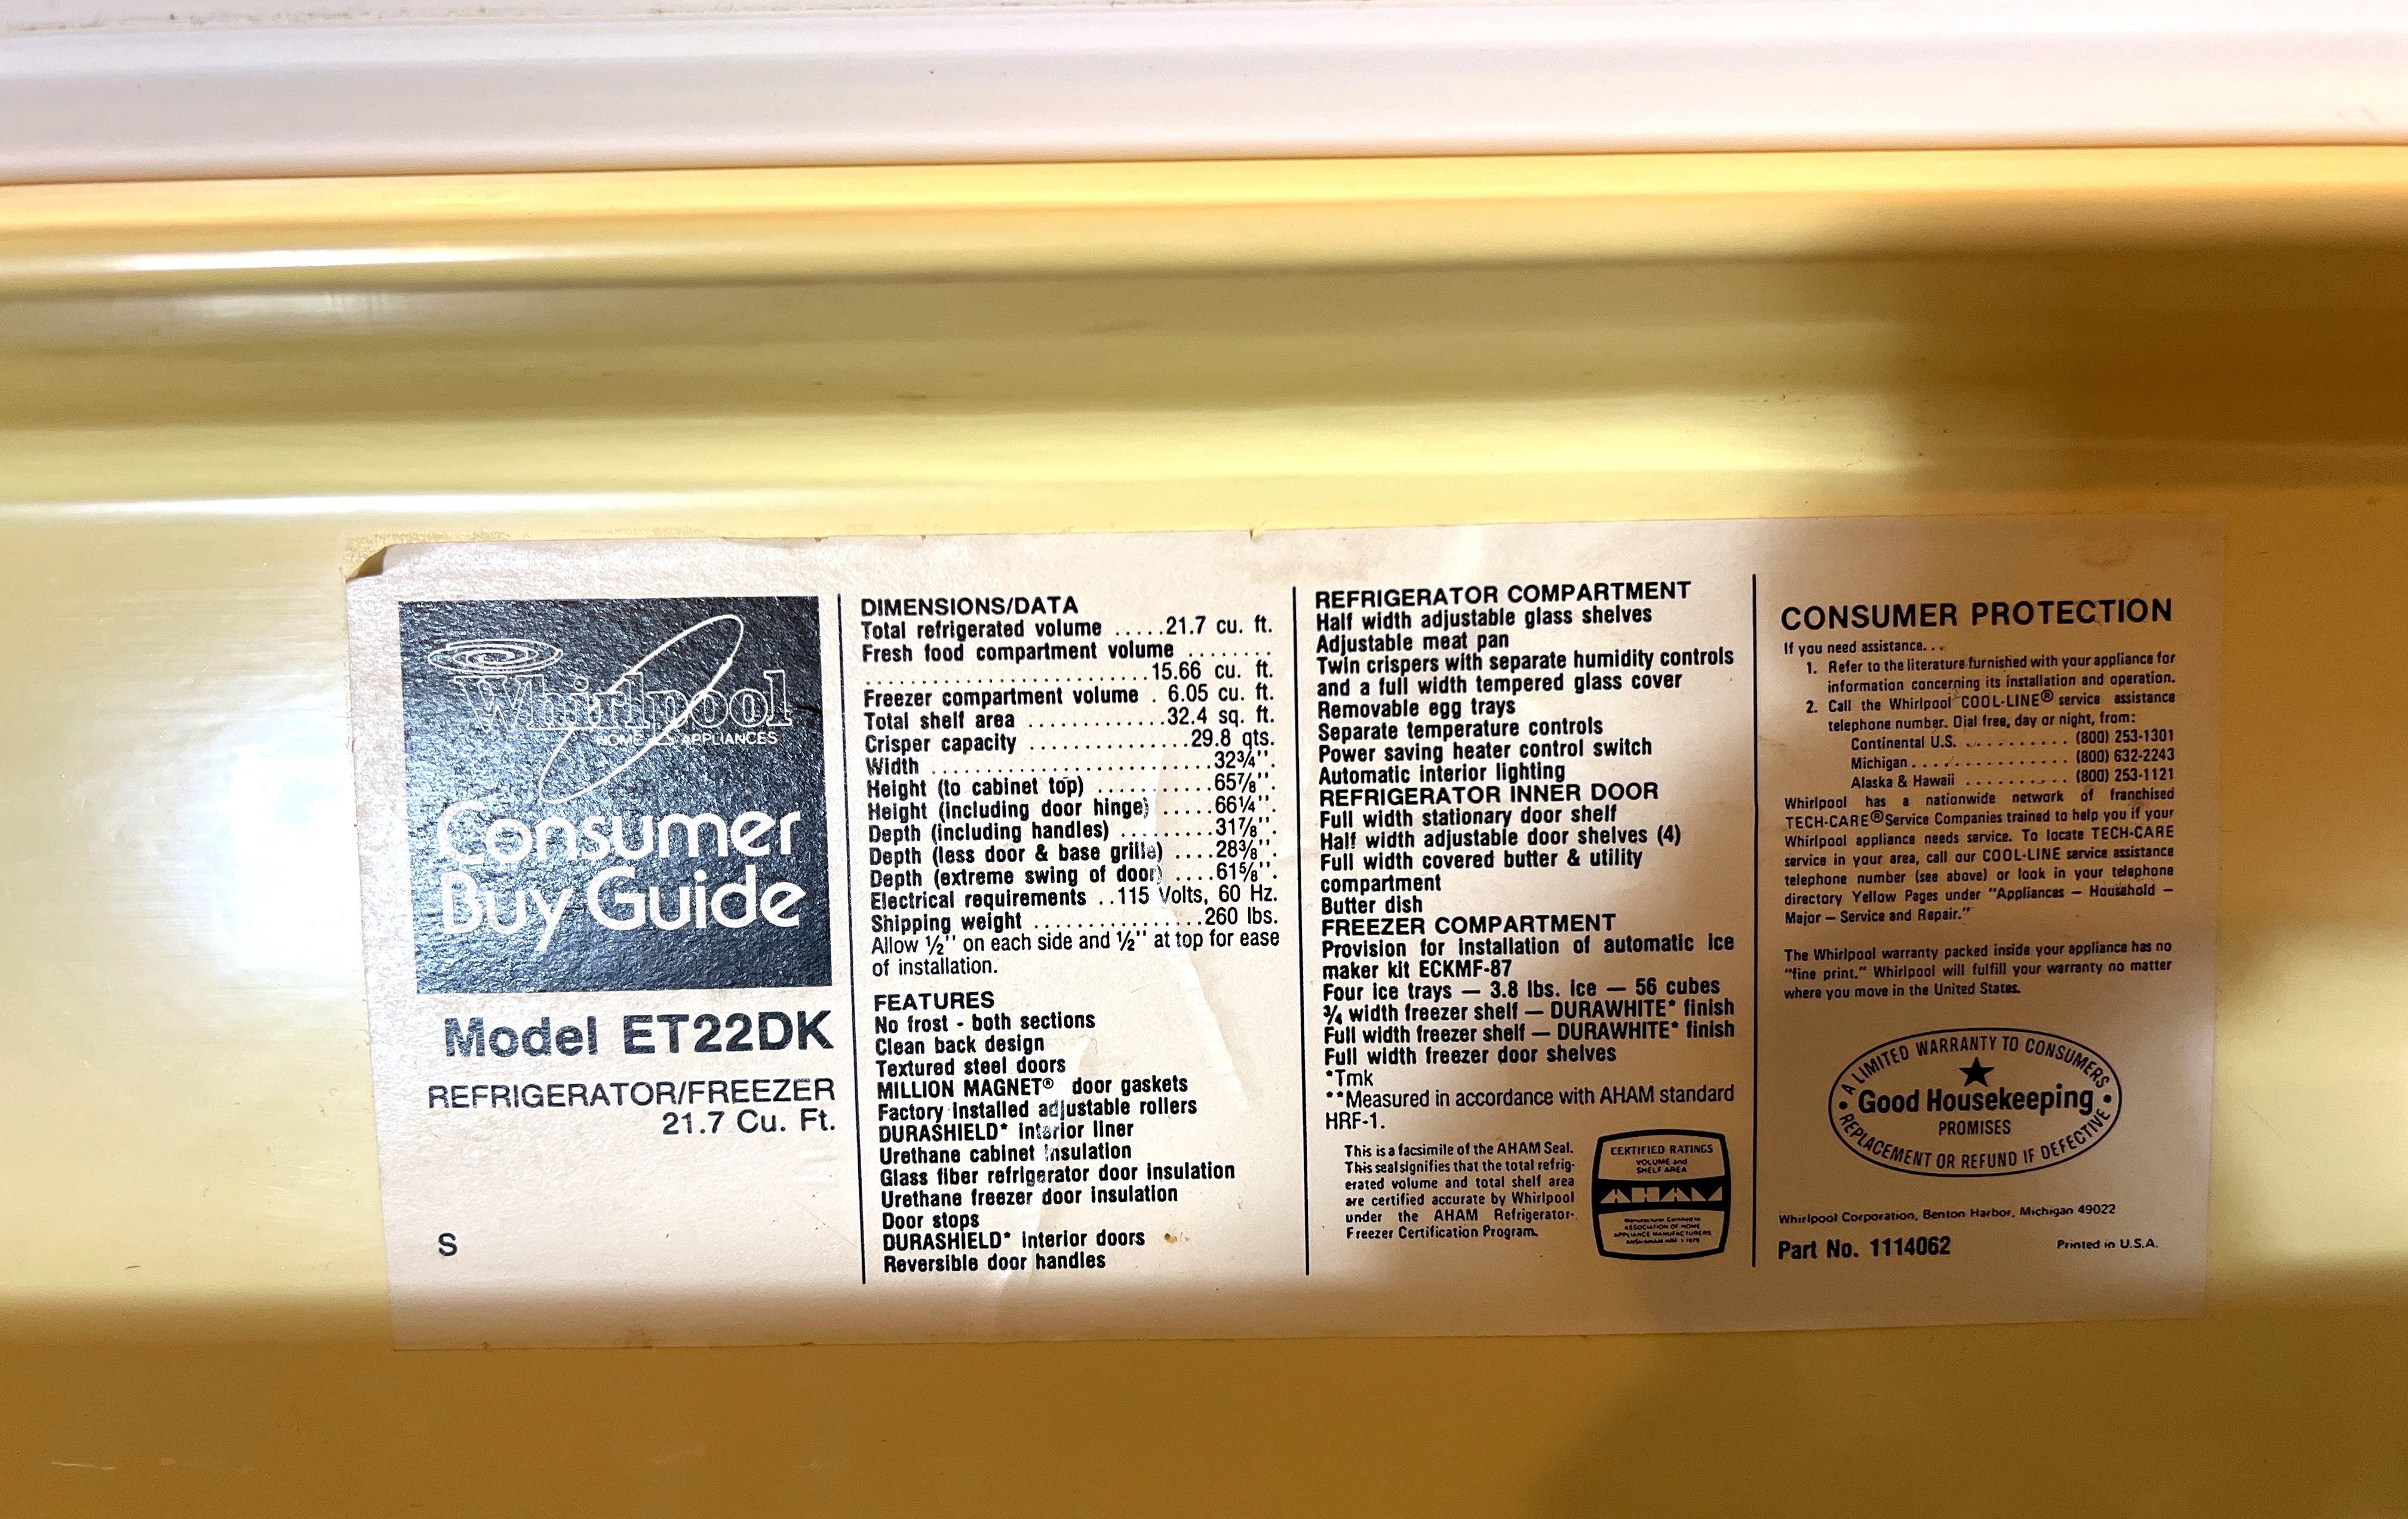 Whirlpool
HOME APPLIANCES
Consumer
Buy Guide
Model ET22DK
REFRIGERATOR/FREEZER
21.7 Cu. Ft.
S
DIMENSIONS/DATA
Total refrigerated volume .....21.7 cu. ft.
Fresh food compartment volume ........
............................15.66 cu. ft.
Freezer compartment volume . 6.05 cu. ft.
Total shelf area .............32.4 sq. ft.
Crisper capacity ...............29.8 qts.
Width ..........................32¾''.
Height (to cabinet top) ...........65⅞''.
Height (including door hinge) .....66¼''.
Depth (including handles) .........31⅞''.
Depth (less door & base grille) ....28⅜''.
Depth (extreme swing of door) ....61⅝''.
Electrical requirements ..115 Volts, 60 Hz.
Shipping weight .................260 lbs.
Allow ½'' on each side and ½'' at top for ease
of installation.
FEATURES
No frost - both sections
Clean back design
Textured steel doors
MILLION MAGNET® door gaskets
Factory installed adjustable rollers
DURASHIELD* interior liner
Urethane cabinet insulation
Glass fiber refrigerator door insulation
Urethane freezer door insulation
Door stops
DURASHIELD* interior doors
Reversible door handles
REFRIGERATOR COMPARTMENT
Half width adjustable glass shelves
Adjustable meat pan
Twin crispers with separate humidity controls
and a full width tempered glass cover
Removable egg trays
Separate temperature controls
Power saving heater control switch
Automatic interior lighting
REFRIGERATOR INNER DOOR
Full width stationary door shelf
Half width adjustable door shelves (4)
Full width covered butter & utility
compartment
Butter dish
FREEZER COMPARTMENT
Provision for installation of automatic ice
maker kit ECKMF-87
Four ice trays — 3.8 lbs. ice — 56 cubes
¾ width freezer shelf — DURAWHITE* finish
Full width freezer shelf — DURAWHITE* finish
Full width freezer door shelves
*Tmk
**Measured in accordance with AHAM standard
HRF-1.
This is a facsimile of the AHAM Seal.
This seal signifies that the total refrig-
erated volume and total shelf area
are certified accurate by Whirlpool
under the AHAM Refrigerator-
Freezer Certification Program.
CERTIFIED RATINGS
VOLUME and
SHELF AREA
AHAM
Manufacturer Certified to
ASSOCIATION OF HOME
APPLIANCE MANUFACTURERS
CONSUMER PROTECTION
If you need assistance...
1. Refer to the literature furnished with your appliance for
information concerning its installation and operation.
2. Call the Whirlpool COOL-LINE® service assistance
telephone number. Dial free, day or night, from:
Continental U.S. .......... (800) 253-1301
Michigan ............... (800) 632-2243
Alaska & Hawaii .......... (800) 253-1121
Whirlpool has a nationwide network of franchised
TECH-CARE® Service Companies trained to help you if your
Whirlpool appliance needs service. To locate TECH-CARE
service in your area, call our COOL-LINE service assistance
telephone number (see above) or look in your telephone
directory Yellow Pages under "Appliances — Household —
Major — Service and Repair."
The Whirlpool warranty packed inside your appliance has no
"fine print." Whirlpool will fulfill your warranty no matter
where you move in the United States.
A LIMITED WARRANTY TO CONSUMERS
Good Housekeeping
PROMISES
REPLACEMENT OR REFUND IF DEFECTIVE
Whirlpool Corporation, Benton Harbor, Michigan 49022
Part No. 1114062
Printed in U.S.A.